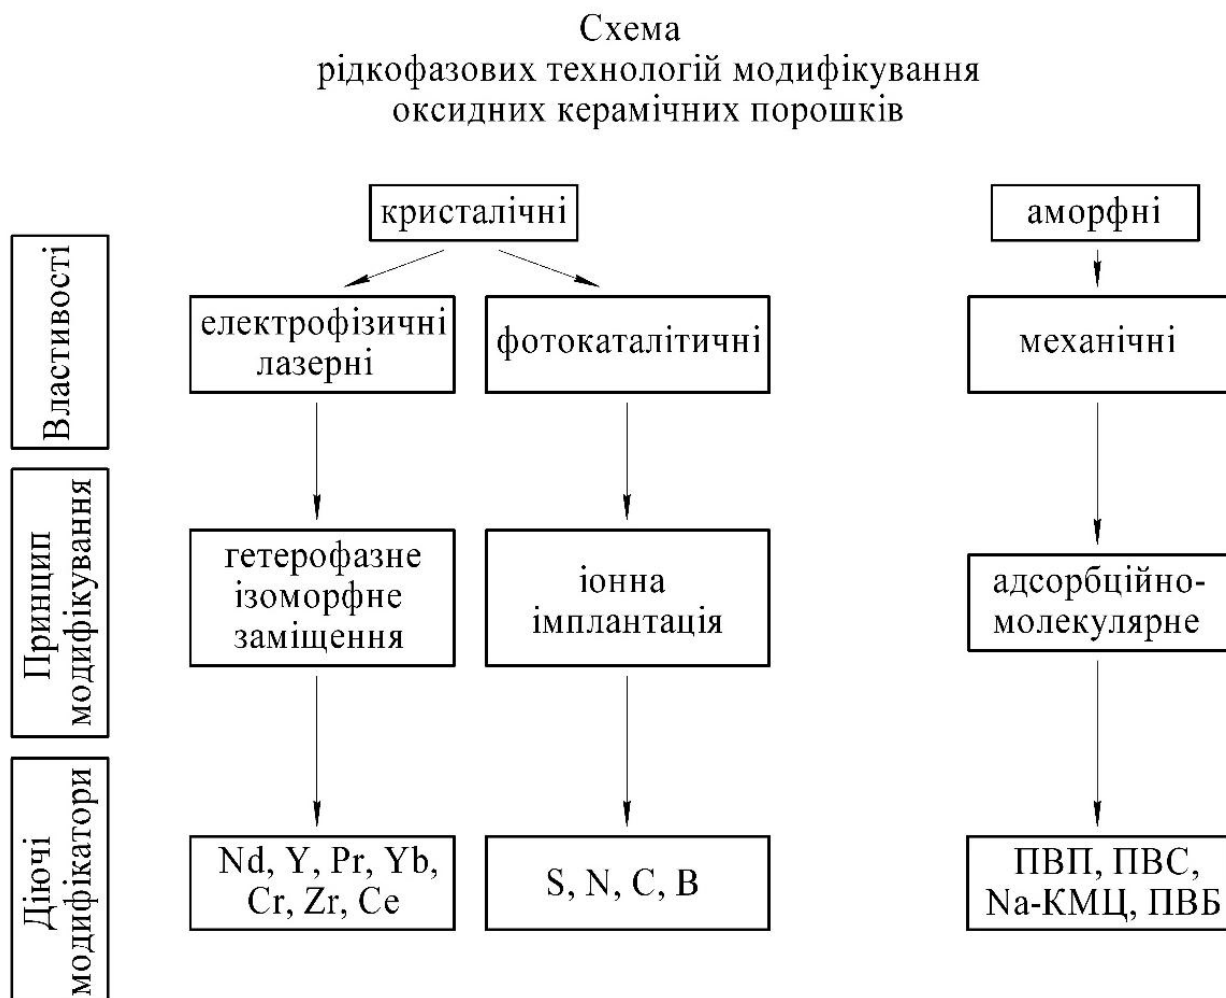 Схема
рідкофазових технологій модифікування
оксидних керамічних порошків
кристалічні
аморфні
Властивості
електрофізичні
лазерні
фотокаталітичні
механічні
Принцип
модифікування
гетерофазне
ізоморфне
заміщення
іонна
імплантація
адсорбційно-
молекулярне
Діючі
модифікатори
Nd, Y, Pr, Yb,
Cr, Zr, Ce
S, N, C, B
ПВП, ПВС,
Na-КМЦ, ПВБ